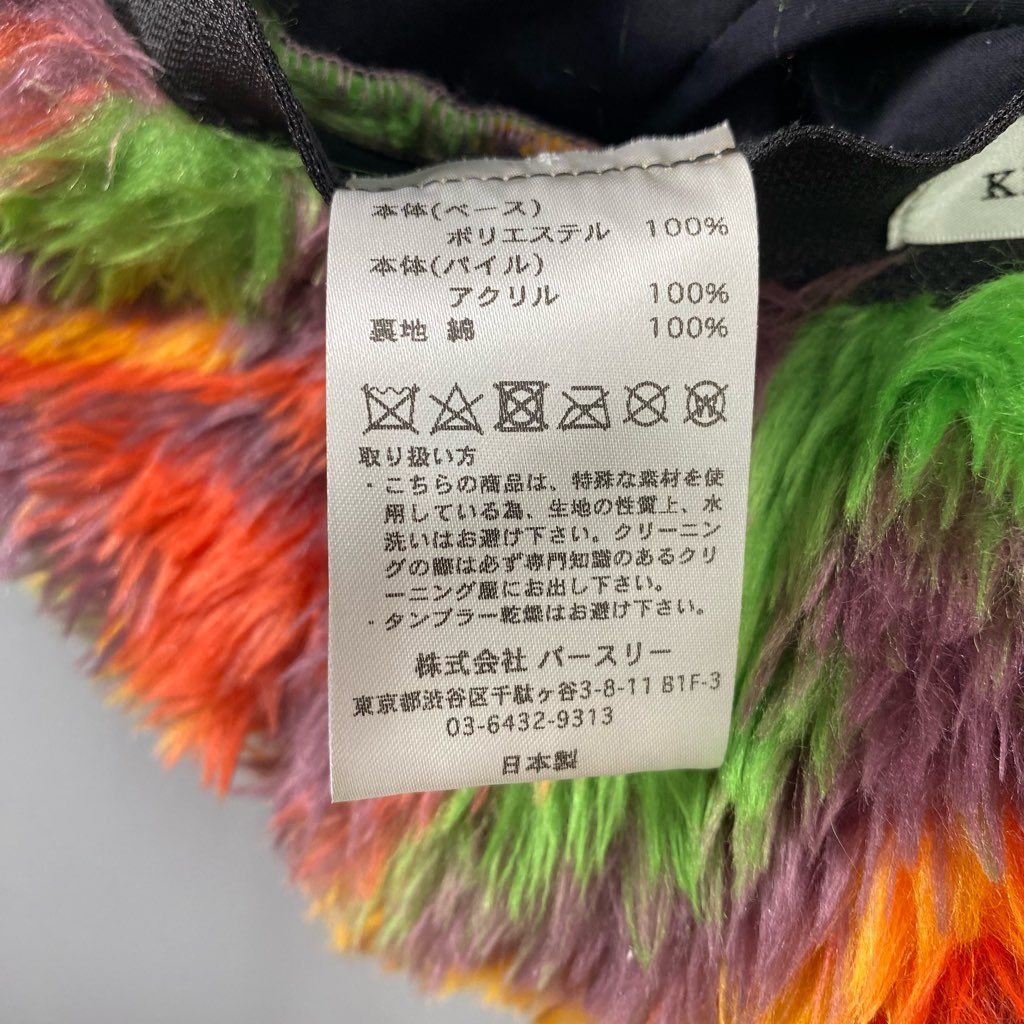 本体(ベース)
ポリエステル 100%
本体(パイル)
アクリル 100%
裏地 綿 100%
取り扱い方
・こちらの商品は、特殊な素材を使
用している為、生地の性質上、水
洗いはお避け下さい。クリーニン
グの際は必ず専門知識のあるクリ
ーニング屋にお出し下さい。
・タンブラー乾燥はお避け下さい。
株式会社 バースリー
東京都渋谷区千駄ヶ谷3-8-11 B1F-3
03-6432-9313
日本製